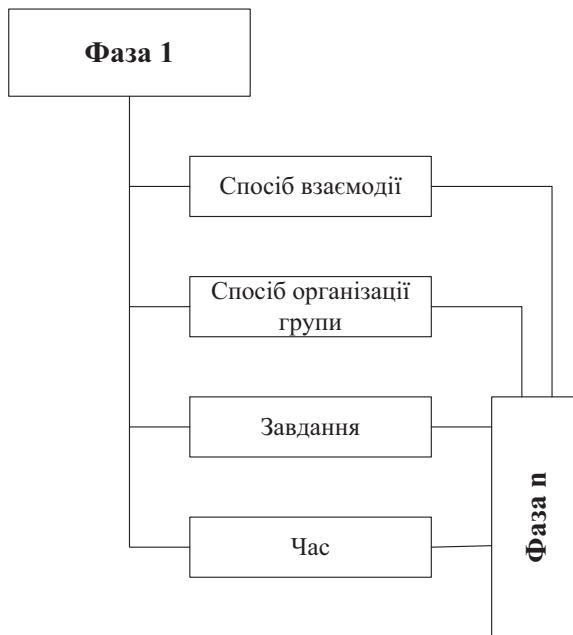 Фаза 1
Спосіб взаємодії
Спосіб організації
групи
Завдання
Час
Фаза n